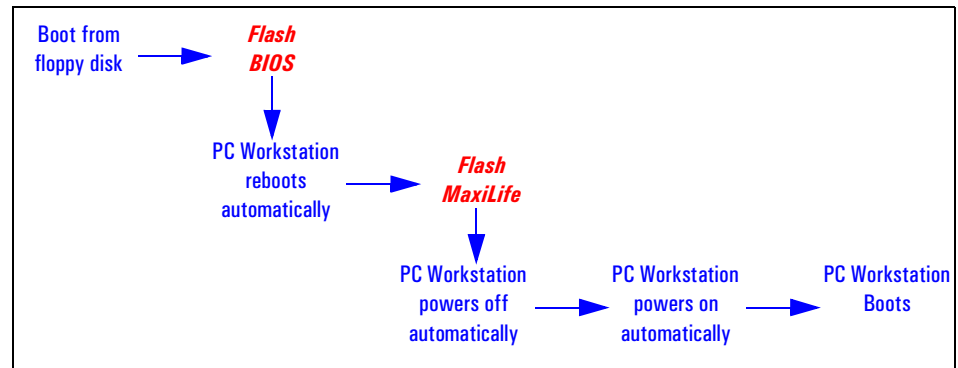 Boot from
floppy disk
Flash
BIOS
PC Workstation
reboots
automatically
Flash
MaxiLife
PC Workstation
powers off
automatically
PC Workstation
powers on
automatically
PC Workstation
Boots